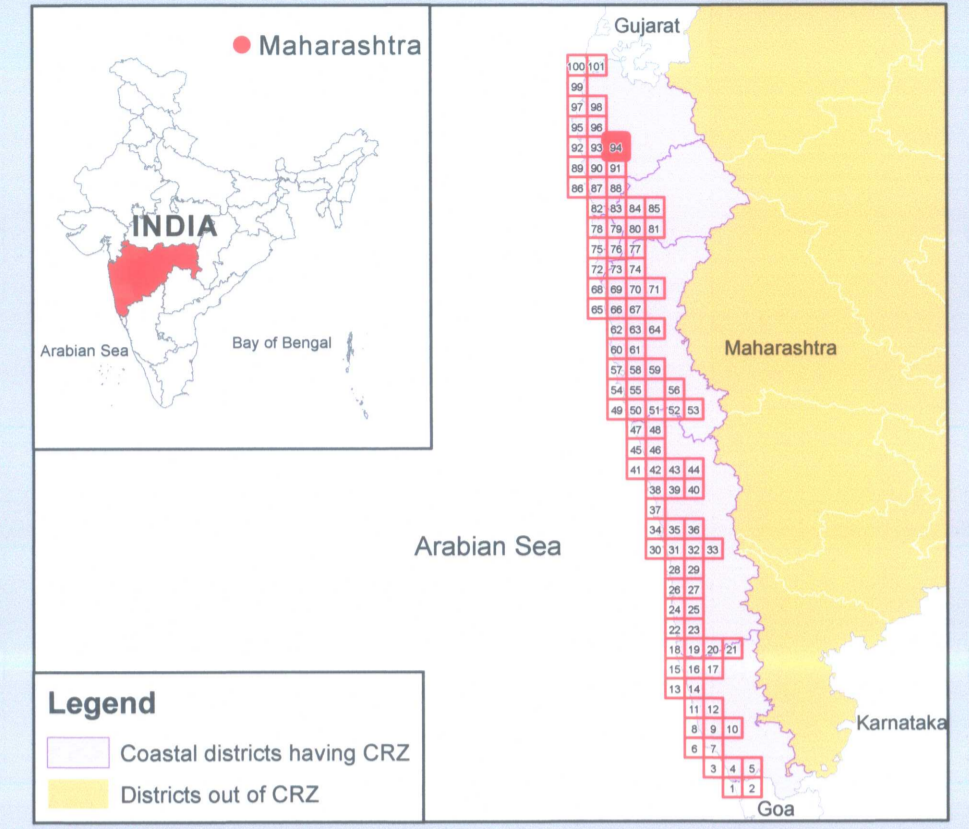 Maharashtra
INDIA
Arabian Sea
Bay of Bengal
Gujarat
100 101
99
97 98
95 96
92 93 94
89 90 91
86 87 88
82 83 84 85
78 79 80 81
75 76 77
72 73 74
68 69 70 71
65 66 67
62 63 64
60 61
Maharashtra
57 58 59
54 55 56
49 50 51 52 53
47 48
45 46
41 42 43 44
38 39 40
37
34 35 36
30 31 32 33
Arabian Sea
28 29
26 27
24 25
22 23
18 19 20 21
15 16 17
13 14
11 12
8 9 10
Karnataka
6 7
3 4 5
1 2
Goa
Legend
Coastal districts having CRZ
Districts out of CRZ